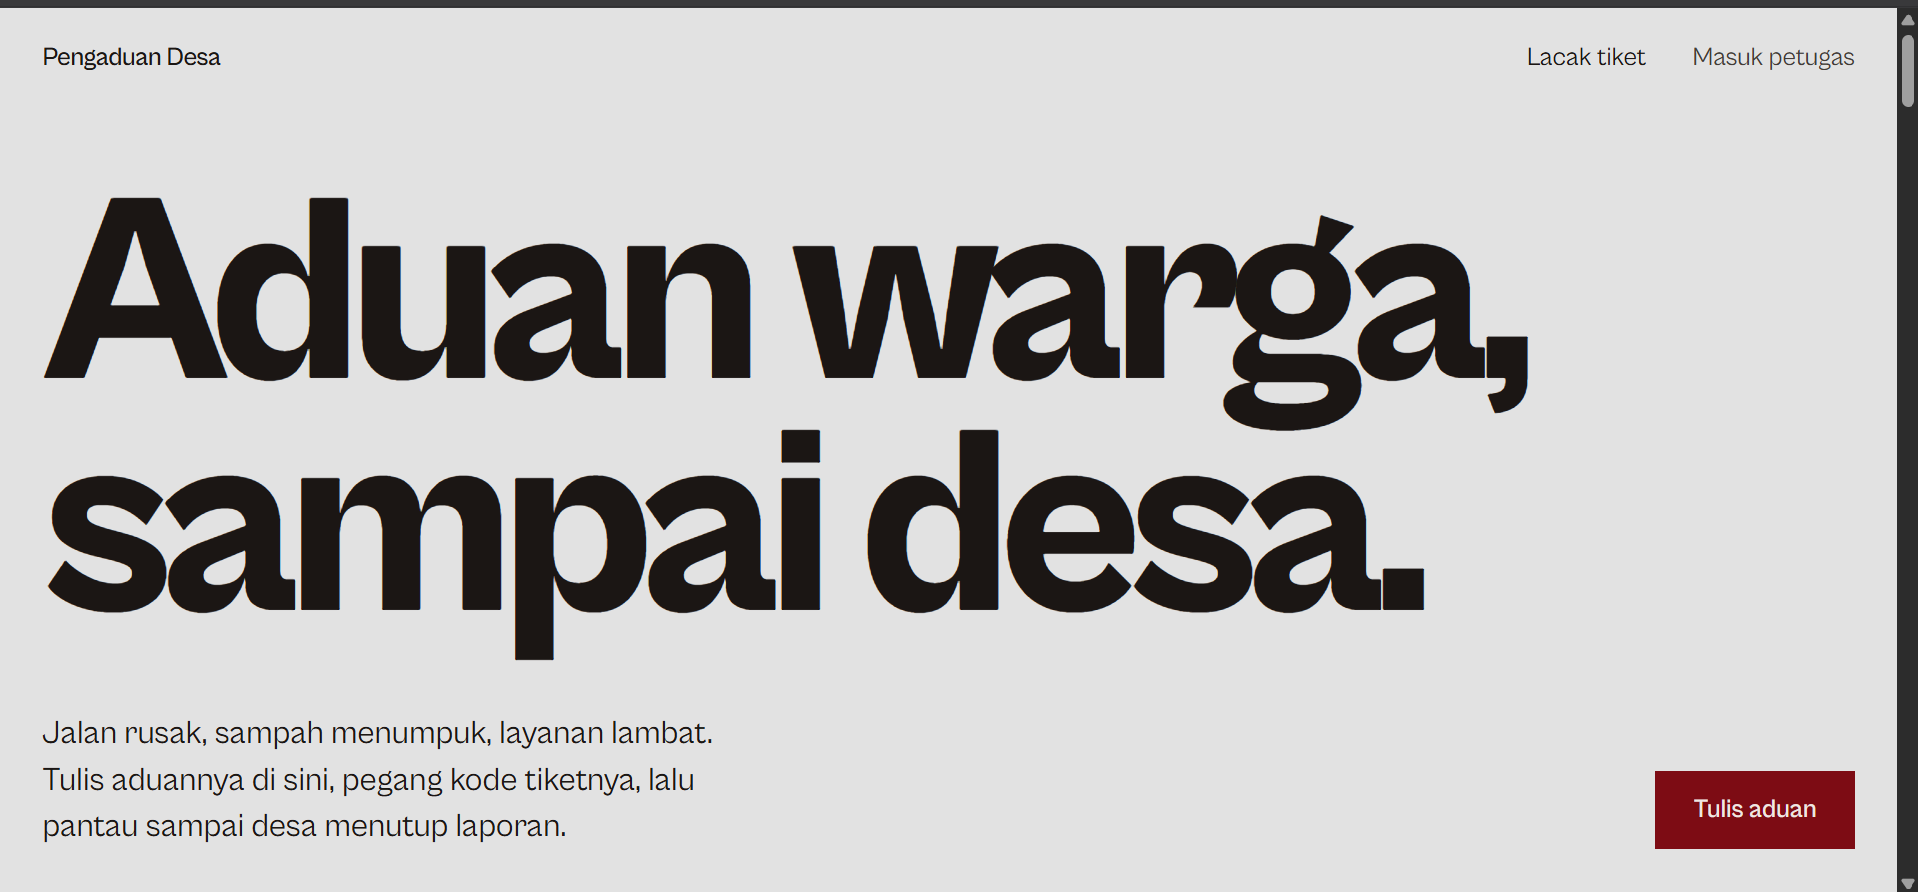 Pengaduan Desa
Lacak tiket
Masuk petugas
Aduan warga,
sampai desa.
Jalan rusak, sampah menumpuk, layanan lambat.
Tulis aduannya di sini, pegang kode tiketnya, lalu
pantau sampai desa menutup laporan.
Tulis aduan